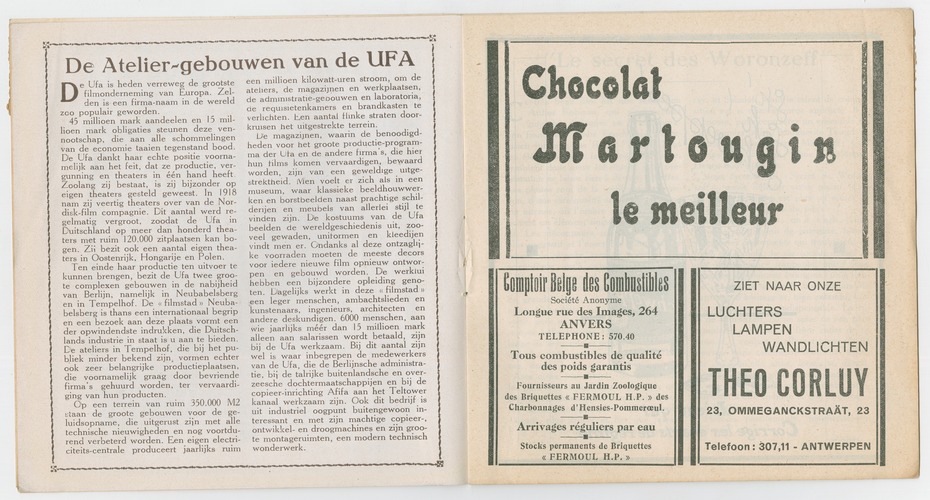 De Atelier-gebouwen van de UFA
De Ufa is heden verreweg de grootste
filmonderneming van Europa. Zel-
den is een firma-naam in de wereld
zoo populair geworden.
45 millioen mark aandeelen en 15 mil-
lioen mark obligaties steunen deze ven-
nootschap, die aan alle schommelingen
van de economie taaien tegenstand bood.
De Ufa dankt haar echte positie voorna-
melijk aan het feit, dat ze productie, ver-
gunning en theaters in één hand heeft.
Zoolang zij bestaat, is zij bijzonder op
eigen theaters gesteld geweest. In 1918
nam zij veertig theaters over van de Nor-
disk-film compagnie. Dit aantal werd re-
gelmatig vergroot, zoodat de Ufa in
Duitschland op meer dan honderd thea-
ters met ruim 120.000 zitplaatsen kan bo-
gen. Zij bezit ook een aantal eigen thea-
ters in Oostenrijk, Hongarije en Polen.
Ten einde haar productie ten uitvoer te
kunnen brengen, bezit de Ufa twee groo-
te complexen gebouwen in de nabijheid
van Berlijn, namelijk in Neubabelsberg
en in Tempelhof. De « filmstad » Neuba-
belsberg is thans een internationaal begrip
en een bezoek aan deze plaats vormt een
der opwindendste indrukken, die Duitsch-
lands industrie in staat is u aan te bieden.
De ateliers in Tempelhof, die bij het pu-
bliek minder bekend zijn, vormen echter
ook zeer belangrijke productieplaatsen,
die voornamelijk graag door bevriende
firma's gehuurd worden, ter vervaardi-
ging van hun producten.
Op een terrein van ruim 350.000 M2
staan de groote gebouwen voor de ge-
luidsopname, die uitgerust zijn met alle
technische nieuwigheden en nog voortdu-
rend verbeterd worden. Een eigen electri-
citeits-centrale produceert jaarlijks ruim
een millioen kilowatt-uren stroom, om de
ateliers, de magazijnen en werkplaatsen,
de administratie-gebouwen en laboratoria,
de requisietenkamers en brandkasten te
verlichten. Een aantal flinke straten door-
kruisen het uitgestrekte terrein.
De magazijnen, waarin de benoodigd-
heden voor het groote productie-program-
ma der Ufa en de andere firma's, die hier
hun films komen vervaardigen, bewaard
worden, zijn van een geweldige uitge-
strektheid. Men voelt er zich als in een
museum, waar klassieke beeldhouwwer-
ken en borstbeelden naast prachtige schil-
derijen en meubels van allerlei stijl te
vinden zijn. De kostuums van de Ufa
beelden de wereldgeschiedenis uit, zoo-
veel gewaden, uniformen en kleedijen
vindt men er. Ondanks al deze ontzaglij-
ke voorraden moeten de meeste decors
voor iedere nieuwe film opnieuw ontwor-
pen en gebouwd worden. De werklui
hebben een bijzondere opleiding geno-
ten. Dagelijks werkt in deze « filmstad »
een leger menschen, ambachtslieden en
kunstenaars, ingenieurs, architecten en
andere deskundigen. 6000 menschen, aan
wie jaarlijks méér dan 15 millioen mark
alleen aan salarissen wordt betaald, zijn
bij de Ufa werkzaam. Bij dit aantal zijn
wel is waar inbegrepen de medewerkers
van de Ufa, die de Berlijnsche administra-
tie, bij de talrijke buitenlandsche en over-
zeesche dochtermaatschappijen en bij de
copieer-inrichting Afifa aan het Teltower
kanaal werkzaam zijn. Ook dit bedrijf is
uit industrieel oogpunt buitengewoon in-
teressant en met zijn machtige copieer-,
ontwikkel- en droogmachines en zijn groo-
te montageruimten, een modern technisch
wonderwerk.
Chocolat
Martougin
le meilleur
Comptoir Belge des Combustibles
Société Anonyme
Longue rue des Images, 264
ANVERS
TELEPHONE: 570.40
Tous combustibles de qualité
des poids garantis
Fournisseurs au Jardin Zoologique
des Briquettes « FERMOUL H.P. » des
Charbonnages d'Hensies-Pommerœul.
Arrivages réguliers par eau
Stocks permanents de Briquettes
« FERMOUL H.P. »
ZIET NAAR ONZE
LUCHTERS
LAMPEN
WANDLICHTEN
THEO CORLUY
23, OMMEGANCKSTRAÄT, 23
Telefoon: 307,11 - ANTWERPEN